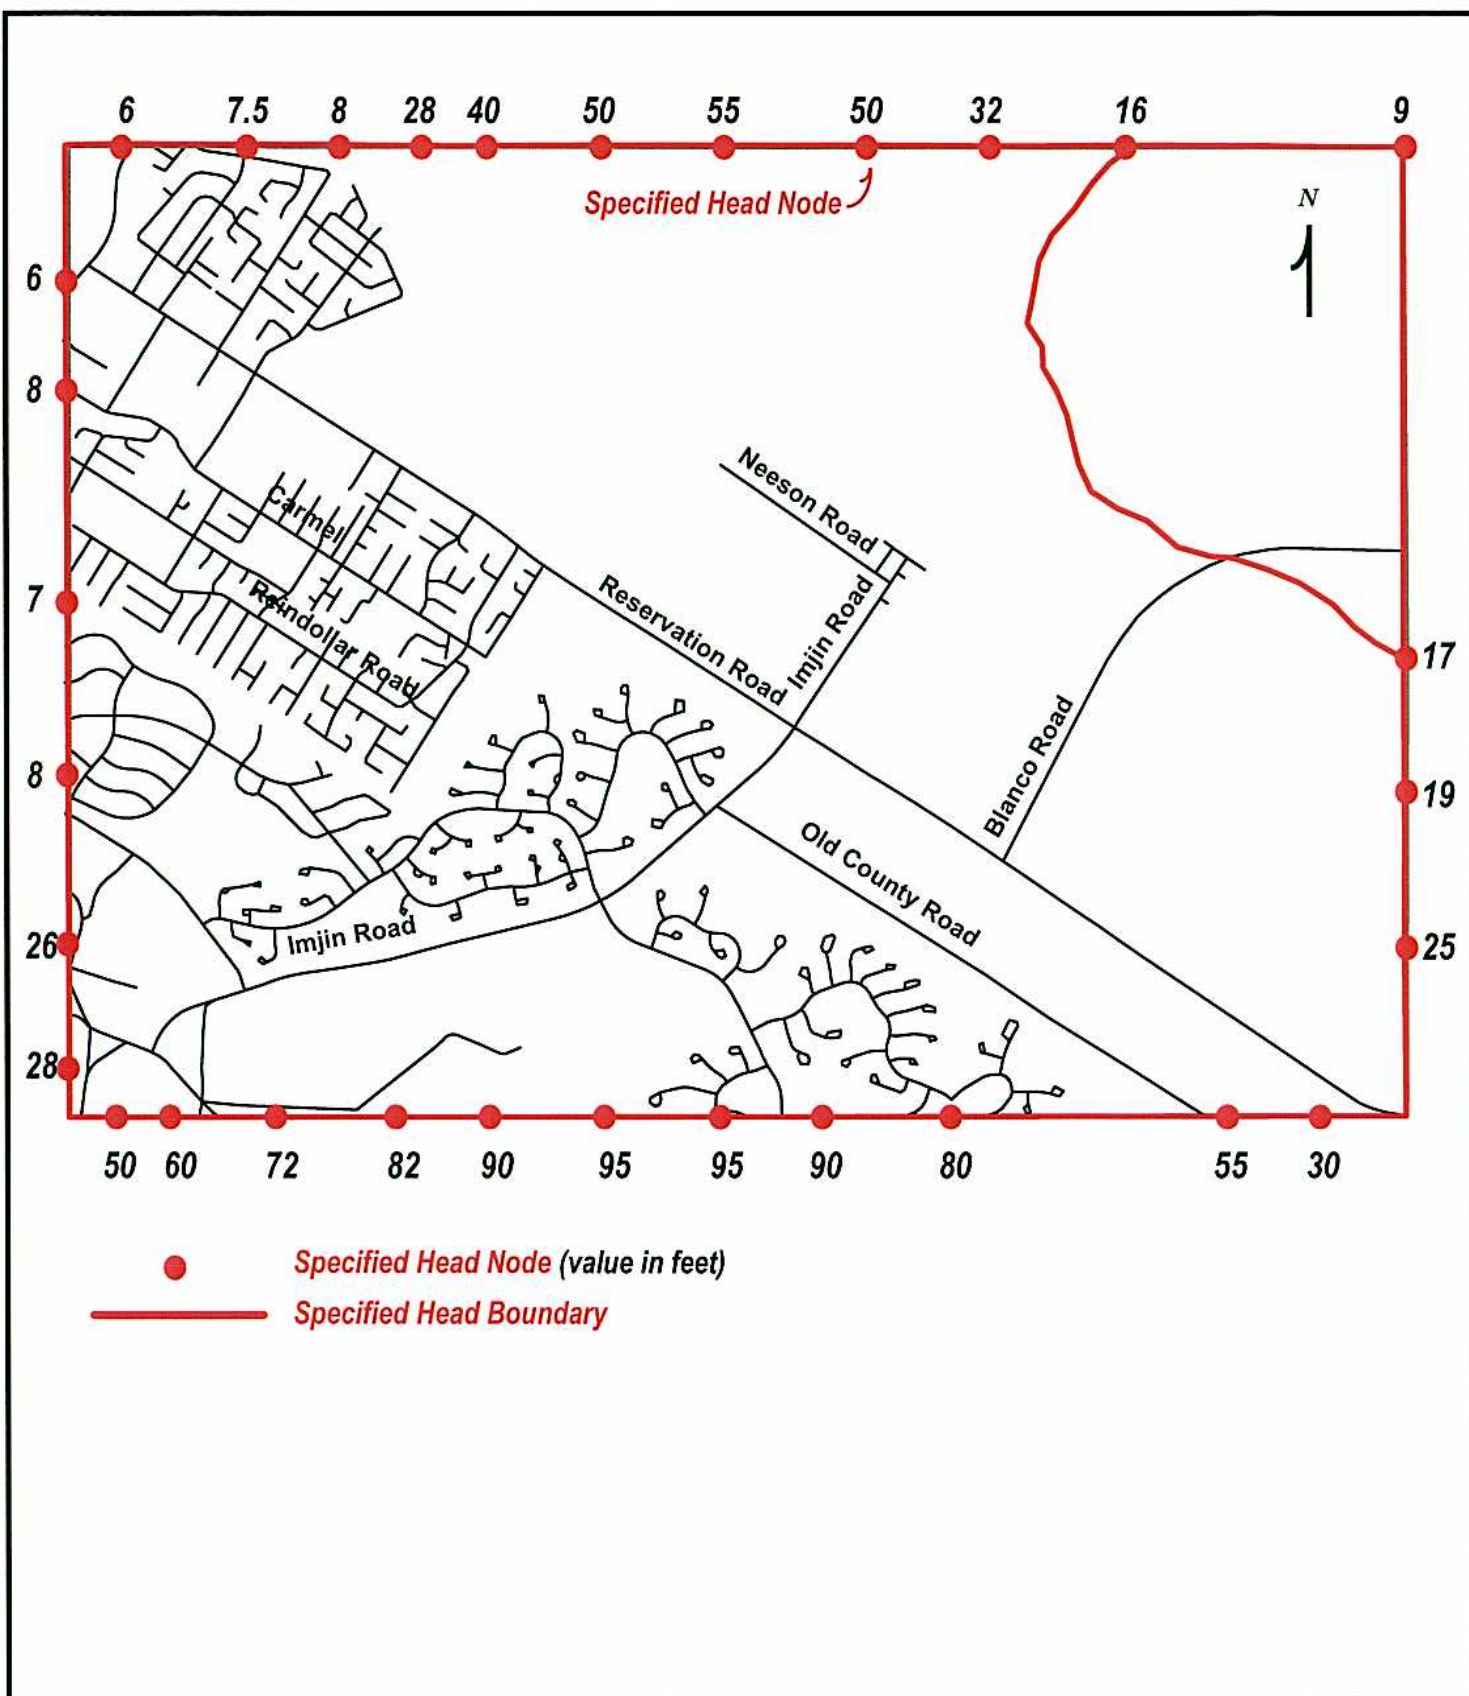 6 7.5 8 28 40 50 55 50 32 16 9
Specified Head Node
N
6
8
7
8
26
28
17
19
25
Neeson Road
Carmel
Reindollar Road
Reservation Road
Imjin Road
Blanco Road
Old County Road
Imjin Road
50 60 72 82 90 95 95 90 80 55 30
Specified Head Node (value in feet)
Specified Head Boundary